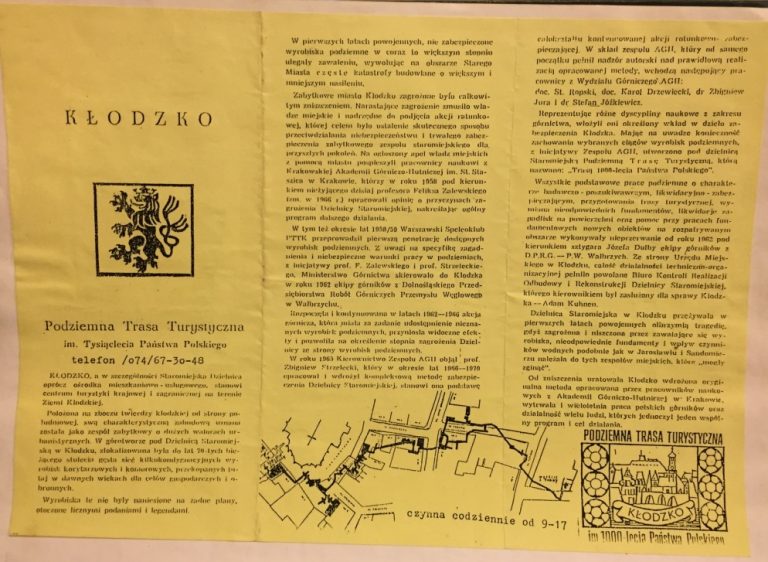 KŁODZKO
Podziemna Trasa Turystyczna
im. Tysiąclecia Państwa Polskiego
telefon /074/67-30-48
KŁODZKO, a w szczególności Staromiejska Dzielnica
oprócz ośrodka mieszkaniowo-usługowego, stanowi
centrum turystyki krajowej i zagranicznej na terenie
Ziemi Kłodzkiej.
Położona na zboczu twierdzy kłodzkiej od strony po-
łudniowej, swą charakterystyczną zabudową uznana
została jako zespół zabytkowy o dużych walorach ur-
banistycznych. W górotworze pod Dzielnicą Staromiej-
ską w Kłodzku, zlokalizowana była do lat 70-tych bie-
żącego stulecia gęsta sieć kilkukondygnacyjnych wy-
robisk korytarzowych i komorowych, przekopanych tu-
taj w dawnych wiekach dla celów gospodarczych i o-
bronnych.
Wyrobiska te nie były naniesione na żadne plany,
otoczone licznymi podaniami i legendami.
W pierwszych latach powojennych, nie zabezpieczone
wyrobiska podziemne w coraz to większym stopniu
ulegały zawaleniu, wywołując na obszarze Starego
Miasta częste katastrofy budowlane o większym i
mniejszym nasileniu.
Zabytkowe miasto Kłodzko zagrożone było całkowi-
tym zniszczeniem. Narastające zagrożenie zmusiło wła-
dze miejskie i nadrzędne do podjęcia akcji ratunko-
wej, której celem było ustalenie skutecznego sposobu
przeciwdziałania niebezpieczeństwu i trwałego zabez-
pieczenia zabytkowego zespołu staromiejskiego dla
przyszłych pokoleń. Na ogłoszony apel władz miejskich
z pomocą miastu pospieszyli pracownicy naukowi z
Krakowskiej Akademii Górniczo-Hutniczej im. St. Sta-
szica w Krakowie, którzy w roku 1958 pod kierun-
kiem nieżyjącego dzisiaj profesora Feliksa Zalewskiego
(zm. w 1966 r.) opracowali opinię o przyczynach za-
grożenia Dzielnicy Staromiejskiej, nakreślając ogólny
program dalszego działania.
W tym też okresie lat 1958/59 Warszawski Speleoklub
PTTK przeprowadził pierwszą penetrację dostępnych
wyrobisk podziemnych. Z uwagi na specyfikę zagad-
nienia i niebezpieczne warunki pracy w podziemiach,
z inicjatywy prof. F. Zalewskiego i prof. Strzeleckie-
go, Ministerstwo Górnictwa skierowało do Kłodzka
w roku 1962 ekipy górników z Dolnośląskiego Przed-
siębiorstwa Robót Górniczych Przemysłu Węglowego
w Wałbrzychu.
Rozpoczęta i kontynuowana w latach 1962—1966 akcja
górnicza, która miała za zadanie udostępnienie niezna-
nych wyrobisk podziemnych, przyniosła widoczne efek-
ty i pozwoliła na określenie stopnia zagrożenia Dzielni-
cy ze strony wyrobisk podziemnych.
W roku 1963 Kierownictwo Zespołu AGH objął prof.
Zbigniew Strzelecki, który w okresie lat 1966—1979
opracował i wdrożył kompleksową metodę zabezpie-
czenia Dzielnicy Staromiejskiej, stanowi ona podstawę
całokształtu kontynuowanej akcji ratunkowo-zabez-
pieczającej. W skład zespołu AGH, który od samego
początku pełnił nadzór autorski nad prawidłową reali-
zacją opracowanej metody, wchodzą następujący pra-
cownicy z Wydziału Górniczego AGH:
doc. St. Ropski, doc. Karol Drzewiecki, dr Zbigniew
Jura i dr Stefan Jóźkiewicz.
Reprezentując różne dyscypliny naukowe z zakresu
górnictwa, włożyli oni określony wkład w dzieło za-
bezpieczenia Kłodzka. Mając na uwadze konieczność
zachowania wybranych ciągów wyrobisk podziemnych,
z inicjatywy Zespołu AGH, utworzono pod dzielnicą
Staromiejską Podziemną Trasę Turystyczną, którą
nazwano: „Trasą 1000-lecia Państwa Polskiego”.
Wszystkie podstawowe prace podziemne o charakte-
rze badawczo-poszukiwawczym, likwidacyjno-zabez-
pieczającym, przygotowania trasy turystycznej, wy-
miana nieodpowiednich fundamentów, likwidacje za-
padlisk na powierzchni oraz pomoc przy pracach fun-
damentowych nowych obiektów na rozpatrywanym
obszarze wykonywały nieprzerwanie od roku 1962 pod
kierunkiem sztygara Józefa Dulby ekipy górników z
D.P.R.G. — P.W. Wałbrzych. Ze strony Urzędu Miejs-
kiego w Kłodzku, całość działalności techniczno-orga-
nizacyjnej pełniło powołane Biuro Kontroli Realizacji
Odbudowy i Rekonstrukcji Dzielnicy Staromiejskiej,
którego kierownikiem był zasłużony dla sprawy Kłodz-
ka — Adam Kuhnen.
Dzielnica Staromiejska w Kłodzku przeżywała w
pierwszych latach powojennych olbrzymią tragedię,
gdyż zagrożona i niszczona przez zawalające się wy-
robiska, nieodpowiednie fundamenty i wpływ czynni-
ków wodnych podobnie jak w Jarosławiu i Sandomie-
rzu należała do tych zespołów miejskich, które „mogły
zginąć”.
Od zniszczenia uratowała Kłodzko wdrożona orygi-
nalna metoda opracowana przez pracowników nauko-
wych z Akademii Górniczo-Hutniczej w Krakowie,
wytrwała i wieloletnia praca polskich górników oraz
działalność wielu ludzi, których jednoczył jeden wspól-
ny program i cel działania.
czynna codziennie od 9-17
PODZIEMNA TRASA TURYSTYCZNA
KŁODZKO
im 1000-lecia Państwa Polskiego